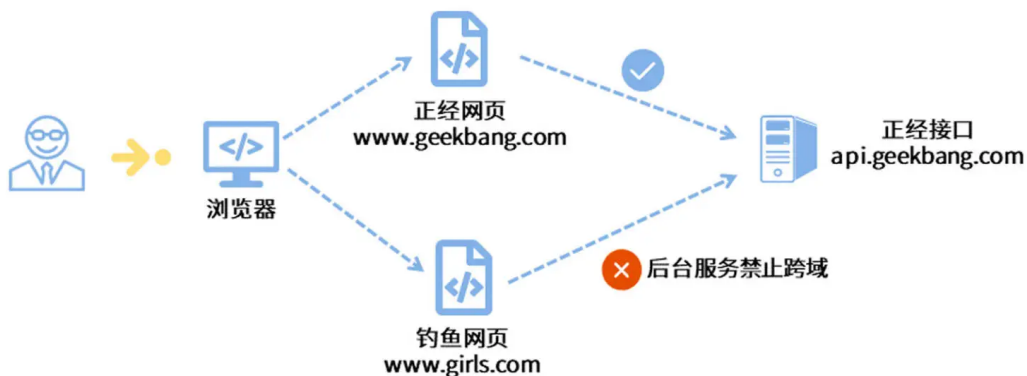 正经网页
www.geekbang.com
正经接口
api.geekbang.com
浏览器
后台服务禁止跨域
钓鱼网页
www.girls.com